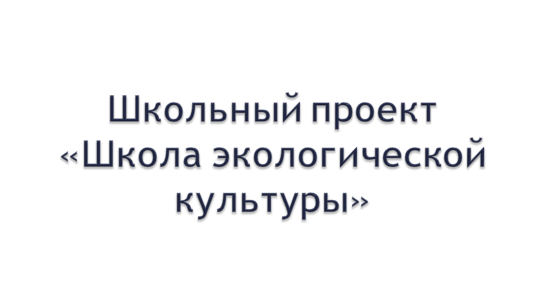 Школьный проект
«Школа экологической
культуры»